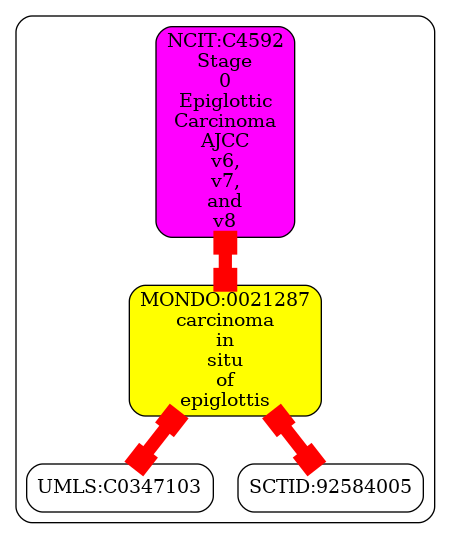 NCIT:C4592
Stage
0
Epiglottic
Carcinoma
AJCC
v6,
v7,
and
v8
MONDO:0021287
carcinoma
in
situ
of
epiglottis
UMLS:C0347103
SCTID:92584005